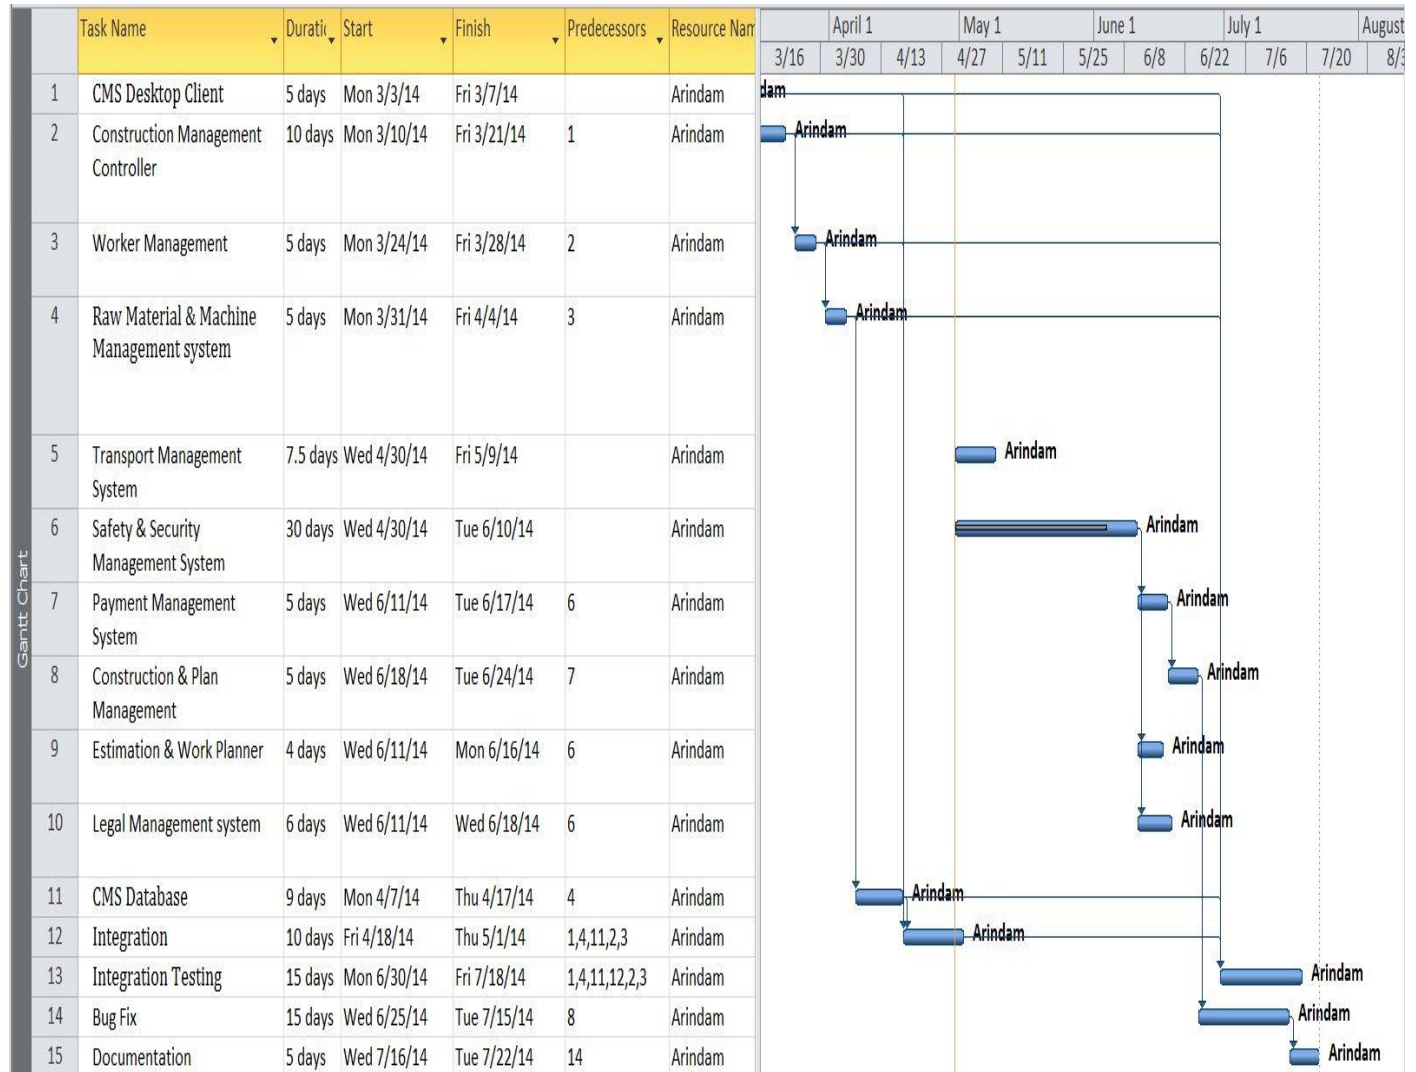 Task Name Duratic Start Finish Predecessors Resource Nam
April 1 May 1 June 1 July 1 August
3/16 3/30 4/13 4/27 5/11 5/25 6/8 6/22 7/6 7/20 8/3
1 CMS Desktop Client 5 days Mon 3/3/14 Fri 3/7/14 Arindam dam
2 Construction Management 10 days Mon 3/10/14 Fri 3/21/14 1 Arindam Arindam
Controller
3 Worker Management 5 days Mon 3/24/14 Fri 3/28/14 2 Arindam Arindam
4 Raw Material & Machine 5 days Mon 3/31/14 Fri 4/4/14 3 Arindam Arindam
Management system
5 Transport Management 7.5 days Wed 4/30/14 Fri 5/9/14 Arindam Arindam
System
6 Safety & Security 30 days Wed 4/30/14 Tue 6/10/14 Arindam Arindam
Management System
7 Payment Management 5 days Wed 6/11/14 Tue 6/17/14 6 Arindam Arindam
System
8 Construction & Plan 5 days Wed 6/18/14 Tue 6/24/14 7 Arindam Arindam
Management
9 Estimation & Work Planner 4 days Wed 6/11/14 Mon 6/16/14 6 Arindam Arindam
10 Legal Management system 6 days Wed 6/11/14 Wed 6/18/14 6 Arindam Arindam
11 CMS Database 9 days Mon 4/7/14 Thu 4/17/14 4 Arindam Arindam
12 Integration 10 days Fri 4/18/14 Thu 5/1/14 1,4,11,2,3 Arindam Arindam
13 Integration Testing 15 days Mon 6/30/14 Fri 7/18/14 1,4,11,12,2,3 Arindam Arindam
14 Bug Fix 15 days Wed 6/25/14 Tue 7/15/14 8 Arindam Arindam
15 Documentation 5 days Wed 7/16/14 Tue 7/22/14 14 Arindam Arindam
Gantt Chart